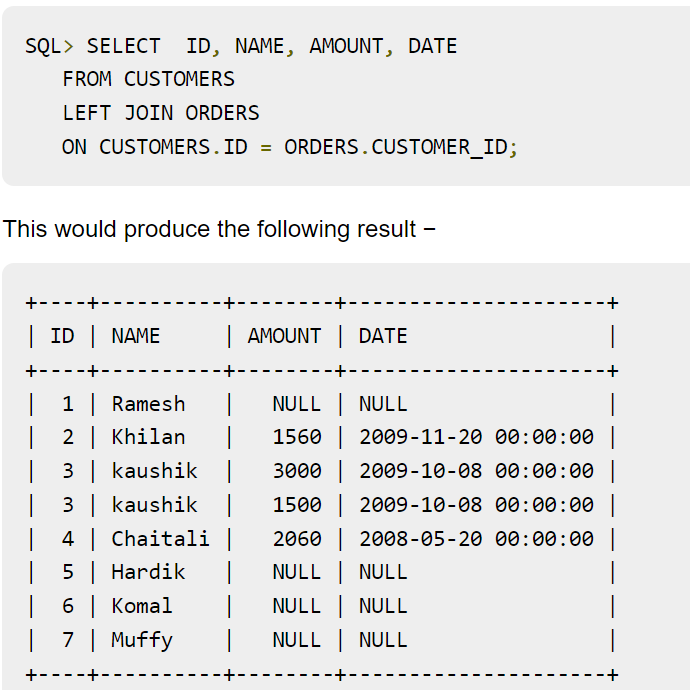 SQL> SELECT  ID, NAME, AMOUNT, DATE
   FROM CUSTOMERS
   LEFT JOIN ORDERS
   ON CUSTOMERS.ID = ORDERS.CUSTOMER_ID;
This would produce the following result −
+----+----------+--------+---------------------+
| ID | NAME     | AMOUNT | DATE                |
+----+----------+--------+---------------------+
|  1 | Ramesh   |   NULL | NULL                |
|  2 | Khilan   |   1560 | 2009-11-20 00:00:00 |
|  3 | kaushik  |   3000 | 2009-10-08 00:00:00 |
|  3 | kaushik  |   1500 | 2009-10-08 00:00:00 |
|  4 | Chaitali |   2060 | 2008-05-20 00:00:00 |
|  5 | Hardik   |   NULL | NULL                |
|  6 | Komal    |   NULL | NULL                |
|  7 | Muffy    |   NULL | NULL                |
+----+----------+--------+---------------------+